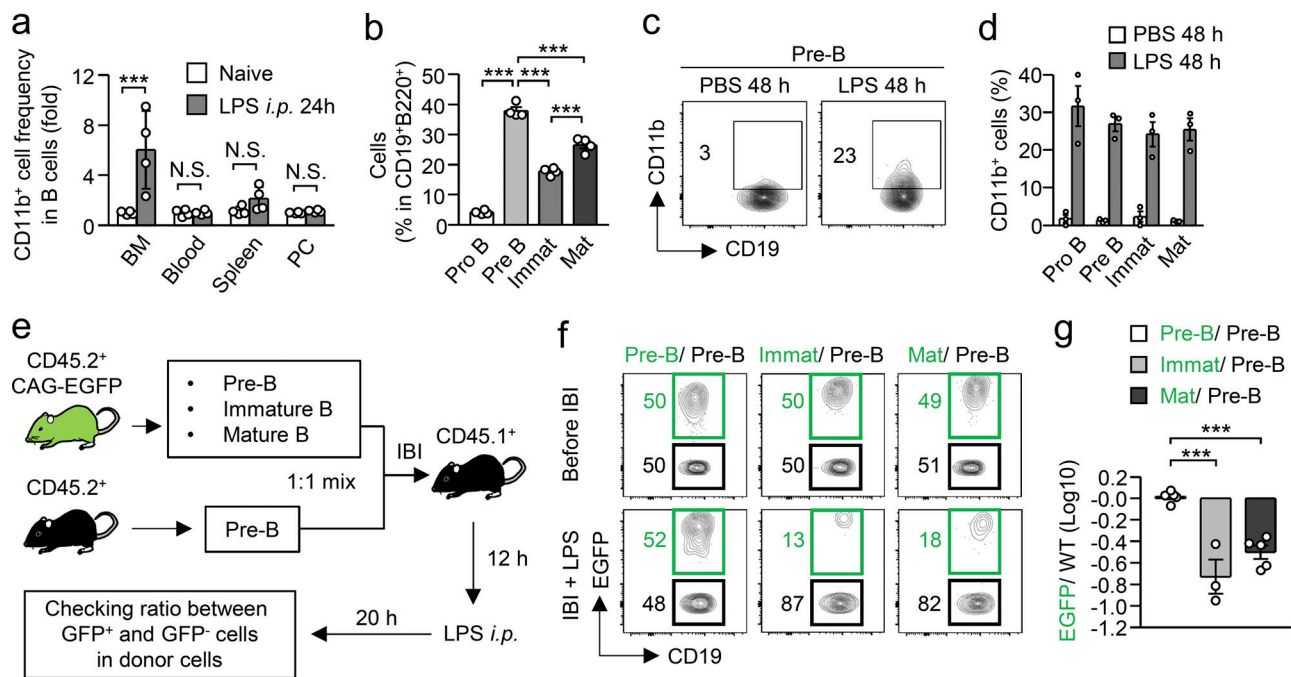 a
CD11b⁺ cell frequency
in B cells (fold)
12
8
4
0
***
N.S.
N.S.
N.S.
Naive
LPS i.p. 24h
BM
Blood
Spleen
PC
b
Cells
(% in CD19⁺B220⁺)
50
40
30
20
10
0
***
***
***
***
Pro B
Pre B
Immat
Mat
c
Pre-B
PBS 48 h
LPS 48 h
3
23
CD11b
CD19
d
PBS 48 h
LPS 48 h
CD11b⁺ cells (%)
40
30
20
10
0
Pro B
Pre B
Immat
Mat
e
CD45.2⁺
CAG-EGFP
• Pre-B
• Immature B
• Mature B
CD45.2⁺
Pre-B
1:1 mix
IBI
CD45.1⁺
12 h
LPS i.p.
20 h
Checking ratio between
GFP⁺ and GFP⁻ cells
in donor cells
f
Pre-B/ Pre-B
Immat/ Pre-B
Mat/ Pre-B
Before IBI
50
50
49
50
50
51
IBI + LPS
52
13
18
48
87
82
EGFP
CD19
g
Pre-B/ Pre-B
Immat/ Pre-B
Mat/ Pre-B
EGFP/ WT (Log10)
***
***
0.2
-0.0
-0.2
-0.4
-0.6
-0.8
-1.0
-1.2